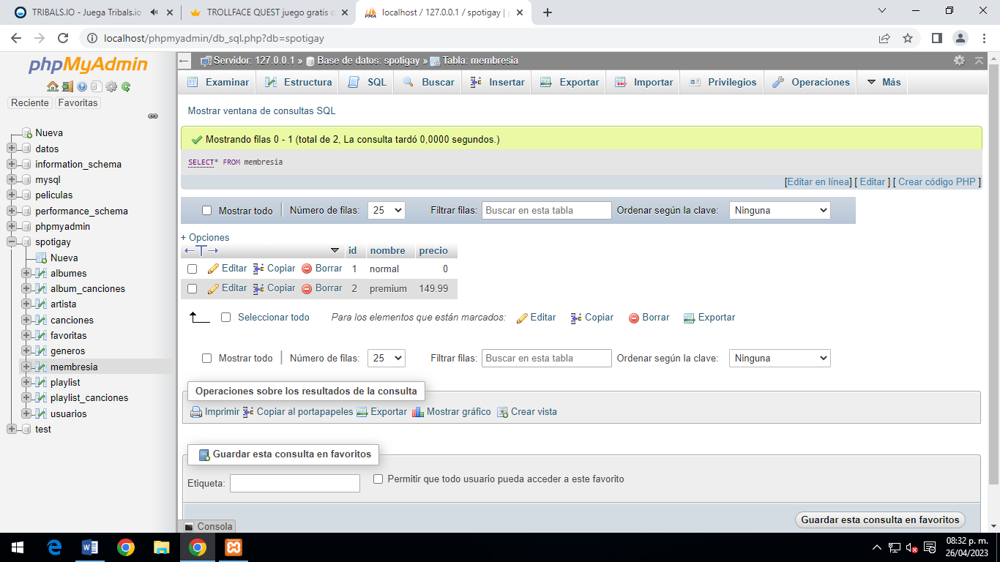 TRIBALS.IO - Juega Tribals.io
TROLLFACE QUEST juego gratis o
localhost / 127.0.0.1 / spotigay | p
localhost/phpmyadmin/db_sql.php?db=spotigay
phpMyAdmin
Reciente
Favoritas
Nueva
datos
information_schema
mysql
peliculas
performance_schema
phpmyadmin
spotigay
Nueva
albumes
album_canciones
artista
canciones
favoritas
generos
membresia
playlist
playlist_canciones
usuarios
test
Servidor: 127.0.0.1 » Base de datos: spotigay » Tabla: membresia
Examinar Estructura SQL Buscar Insertar Exportar Importar Privilegios Operaciones Más
Mostrar ventana de consultas SQL
Mostrando filas 0 - 1 (total de 2, La consulta tardó 0,0000 segundos.)
SELECT* FROM membresia
[Editar en línea] [ Editar ] [ Crear código PHP ]
Mostrar todo Número de filas: 25 Filtrar filas: Buscar en esta tabla Ordenar según la clave: Ninguna
+ Opciones
id nombre precio
Editar Copiar Borrar 1 normal 0
Editar Copiar Borrar 2 premium 149.99
Seleccionar todo Para los elementos que están marcados: Editar Copiar Borrar Exportar
Mostrar todo Número de filas: 25 Filtrar filas: Buscar en esta tabla Ordenar según la clave: Ninguna
Operaciones sobre los resultados de la consulta
Imprimir Copiar al portapapeles Exportar Mostrar gráfico Crear vista
Guardar esta consulta en favoritos
Etiqueta: Permitir que todo usuario pueda acceder a este favorito
Guardar esta consulta en favoritos
Consola
08:32 p. m.
26/04/2023